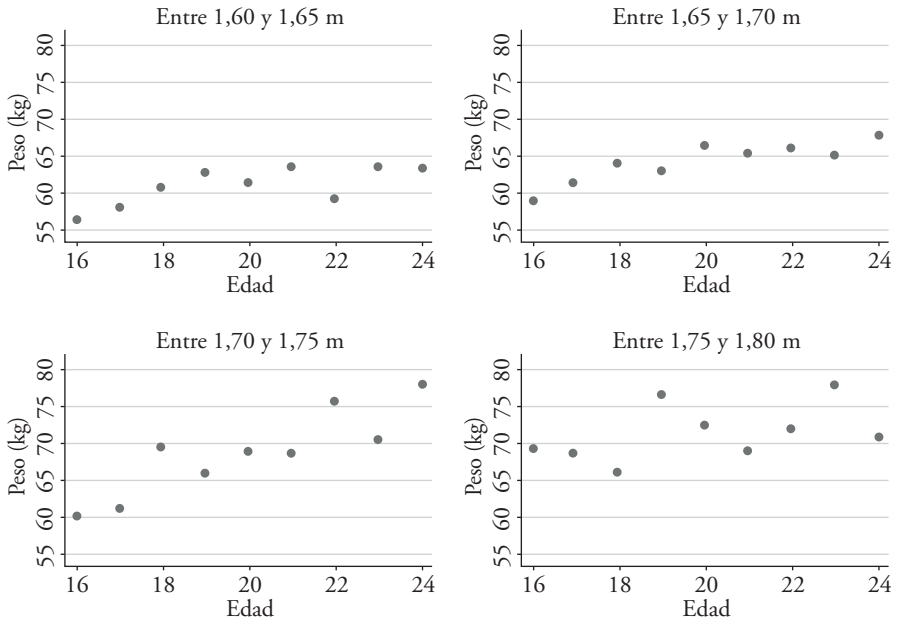 Entre 1,60 y 1,65 m
Peso (kg)
80
75
70
65
60
55
16 18 20 22 24
Edad
Entre 1,65 y 1,70 m
Peso (kg)
80
75
70
65
60
55
16 18 20 22 24
Edad
Entre 1,70 y 1,75 m
Peso (kg)
80
75
70
65
60
55
16 18 20 22 24
Edad
Entre 1,75 y 1,80 m
Peso (kg)
80
75
70
65
60
55
16 18 20 22 24
Edad